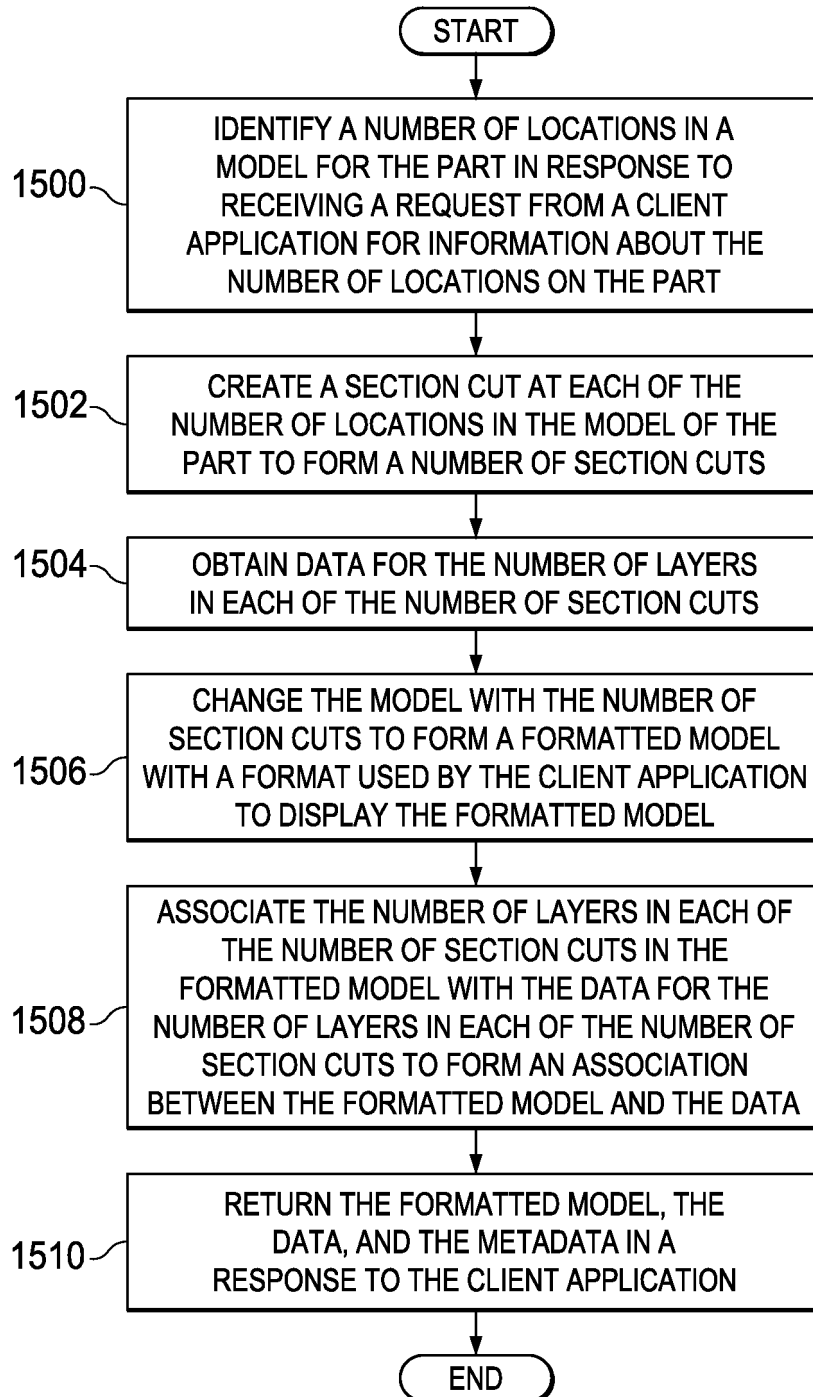 START
1500
IDENTIFY A NUMBER OF LOCATIONS IN A
MODEL FOR THE PART IN RESPONSE TO
RECEIVING A REQUEST FROM A CLIENT
APPLICATION FOR INFORMATION ABOUT THE
NUMBER OF LOCATIONS ON THE PART
1502
CREATE A SECTION CUT AT EACH OF THE
NUMBER OF LOCATIONS IN THE MODEL OF THE
PART TO FORM A NUMBER OF SECTION CUTS
1504
OBTAIN DATA FOR THE NUMBER OF LAYERS
IN EACH OF THE NUMBER OF SECTION CUTS
1506
CHANGE THE MODEL WITH THE NUMBER OF
SECTION CUTS TO FORM A FORMATTED MODEL
WITH A FORMAT USED BY THE CLIENT APPLICATION
TO DISPLAY THE FORMATTED MODEL
1508
ASSOCIATE THE NUMBER OF LAYERS IN EACH OF
THE NUMBER OF SECTION CUTS IN THE
FORMATTED MODEL WITH THE DATA FOR THE
NUMBER OF LAYERS IN EACH OF THE NUMBER OF
SECTION CUTS TO FORM AN ASSOCIATION
BETWEEN THE FORMATTED MODEL AND THE DATA
1510
RETURN THE FORMATTED MODEL, THE
DATA, AND THE METADATA IN A
RESPONSE TO THE CLIENT APPLICATION
END